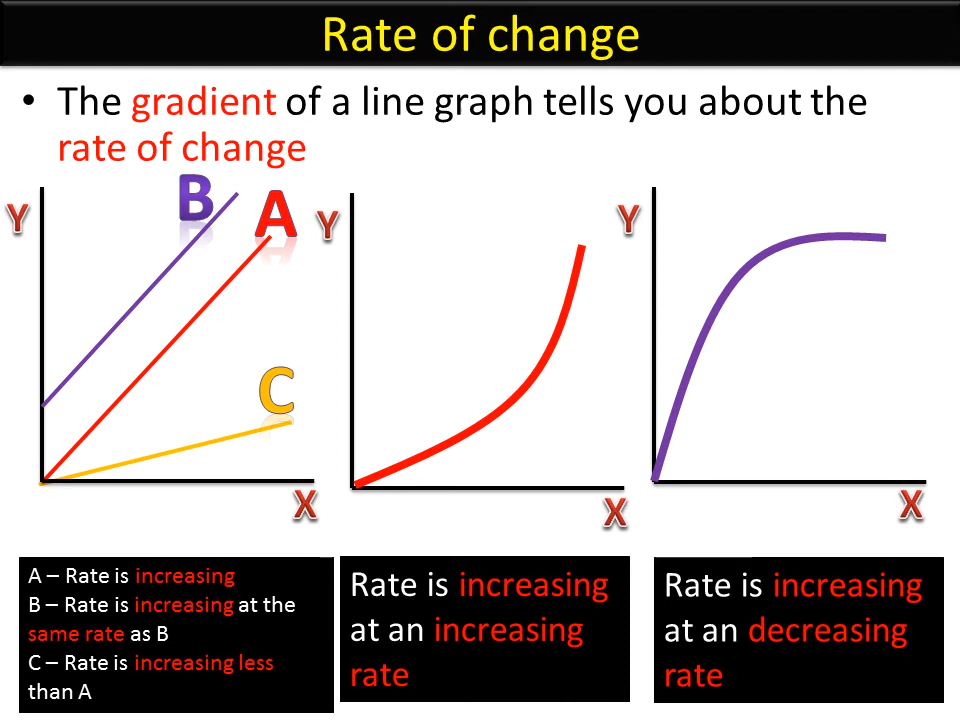 Rate of change
• The gradient of a line graph tells you about the
rate of change
Y
B
A
C
X
Y
X
Y
X
A – Rate is increasing
B – Rate is increasing at the
same rate as B
C – Rate is increasing less
than A
Rate is increasing
at an increasing
rate
Rate is increasing
at an decreasing
rate